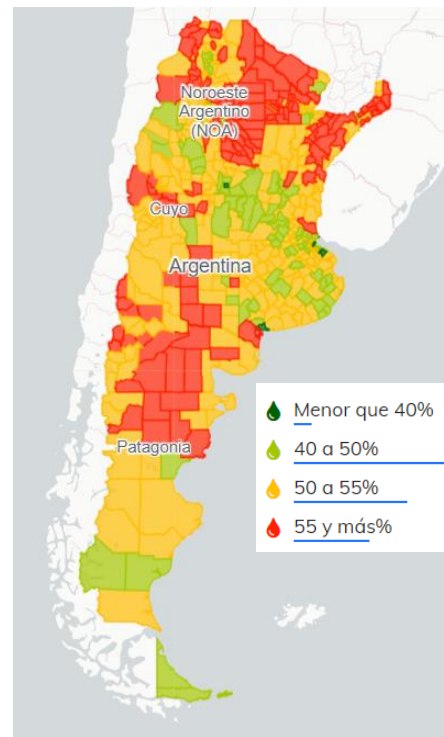 Noroeste
Argentino
(NOA)
Cuyo
Argentina
Patagonia
Menor que 40%
40 a 50%
50 a 55%
55 y más%